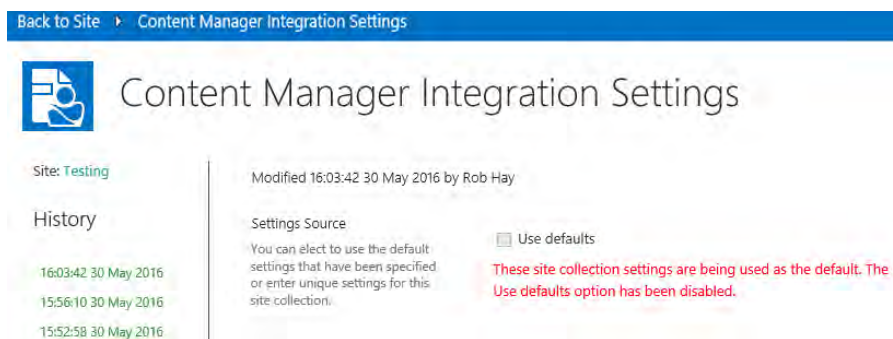 Back to Site ▸ Content Manager Integration Settings
Content Manager Integration Settings
Site: Testing
History
16:03:42 30 May 2016
15:56:10 30 May 2016
15:52:58 30 May 2016
Modified 16:03:42 30 May 2016 by Rob Hay
Settings Source
You can elect to use the default
settings that have been specified
or enter unique settings for this
site collection.
Use defaults
These site collection settings are being used as the default. The
Use defaults option has been disabled.